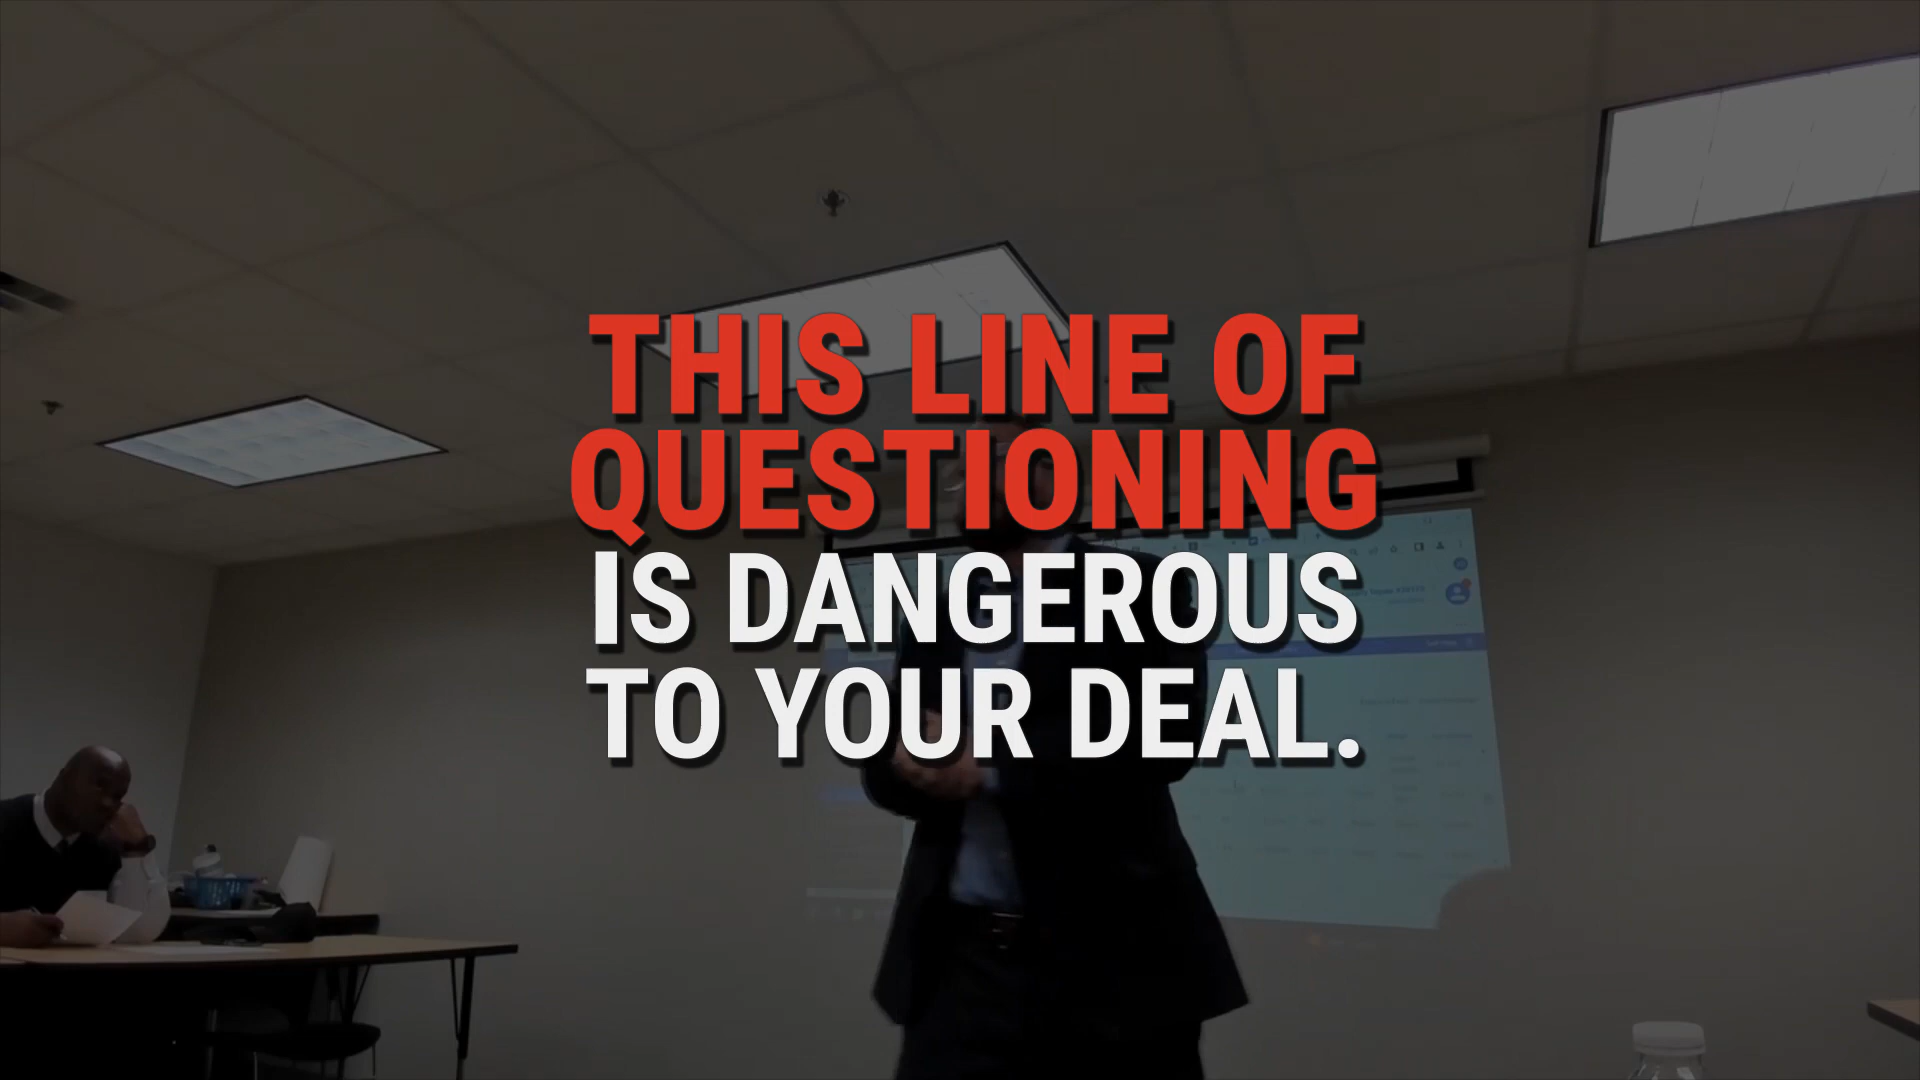 THIS LINE OF
QUESTIONING
IS DANGEROUS
TO YOUR DEAL.